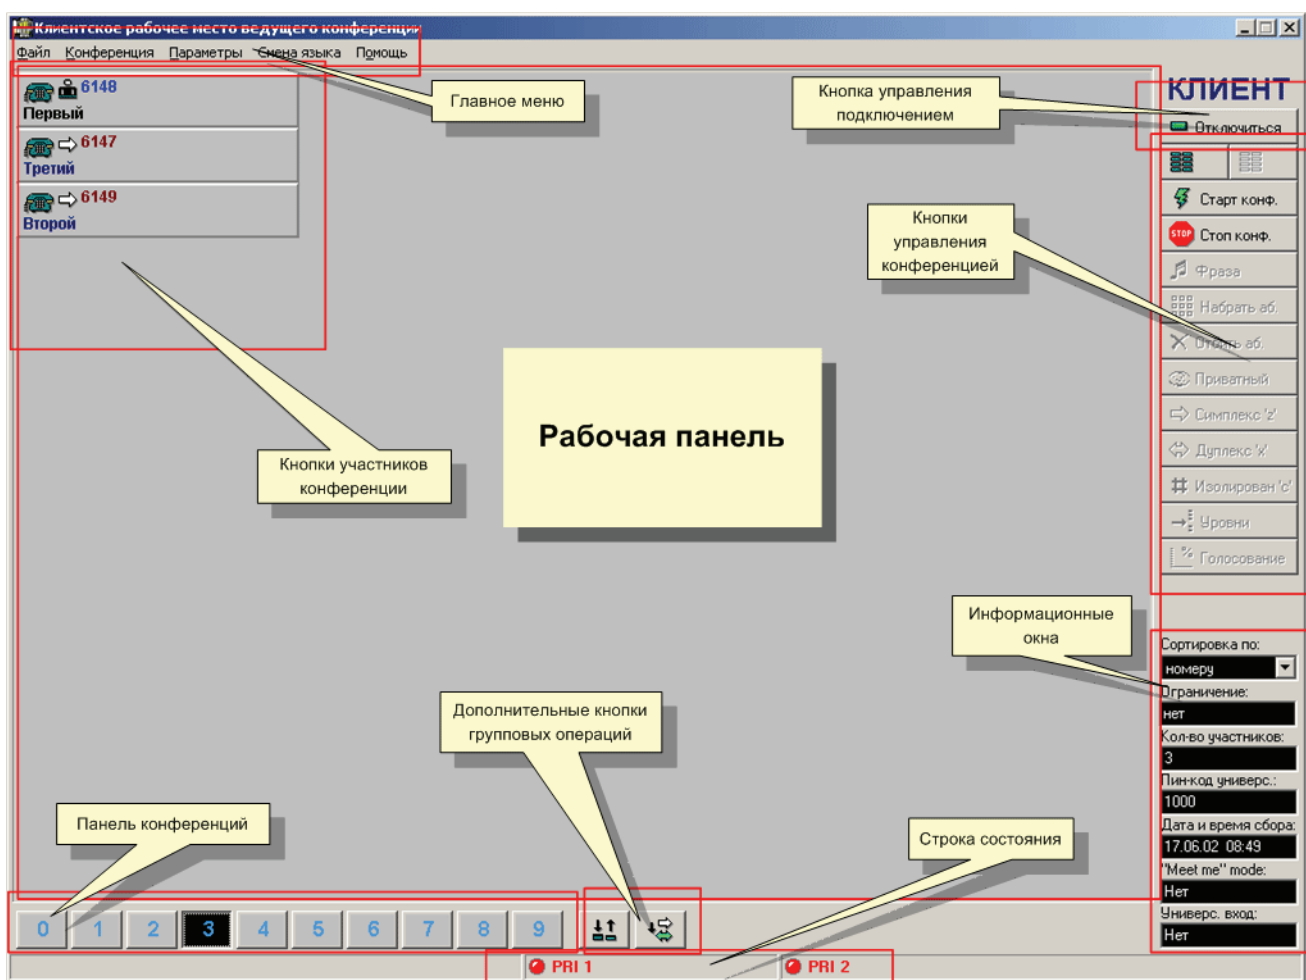 Клиентское рабочее место ведущего конференции
Файл Конференция Параметры Смена языка Помощь
6148
Первый
6147
Третий
6149
Второй
Главное меню
Кнопка управления
подключением
КЛИЕНТ
Отключиться
Старт конф.
STOP Стоп конф.
Фраза
Набрать аб.
Отбить аб.
Приватный
Симплекс 'z'
Дуплекс 'x'
Изолирован 'c'
Уровни
% Голосование
Кнопки
управления
конференцией
Рабочая панель
Кнопки участников
конференции
Информационные
окна
Сортировка по:
номеру
Ограничение:
нет
Кол-во участников:
3
Пин-код универс.:
1000
Дата и время сбора:
17.06.02 08:49
"Meet me" mode:
Нет
Универс. вход:
Нет
Дополнительные кнопки
групповых операций
Панель конференций
Строка состояния
0 1 2 3 4 5 6 7 8 9
PRI 1 PRI 2